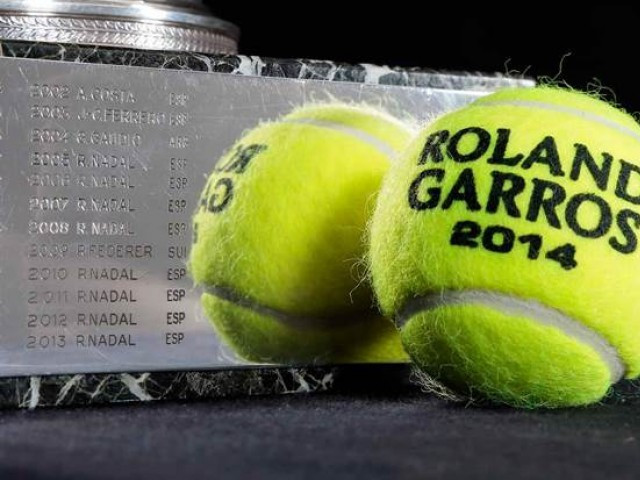 2002 A.COSTA ESP
2003 J.C.FERRERO ESP
2004 G.GAUDIO ARG
2005 R.NADAL ESP
2006 R.NADAL ESP
2007 R.NADAL ESP
2008 R.NADAL ESP
2009 R.FEDERER SUI
2010 R.NADAL ESP
2011 R.NADAL ESP
2012 R.NADAL ESP
2013 R.NADAL ESP
ROLAND
GARROS
2014